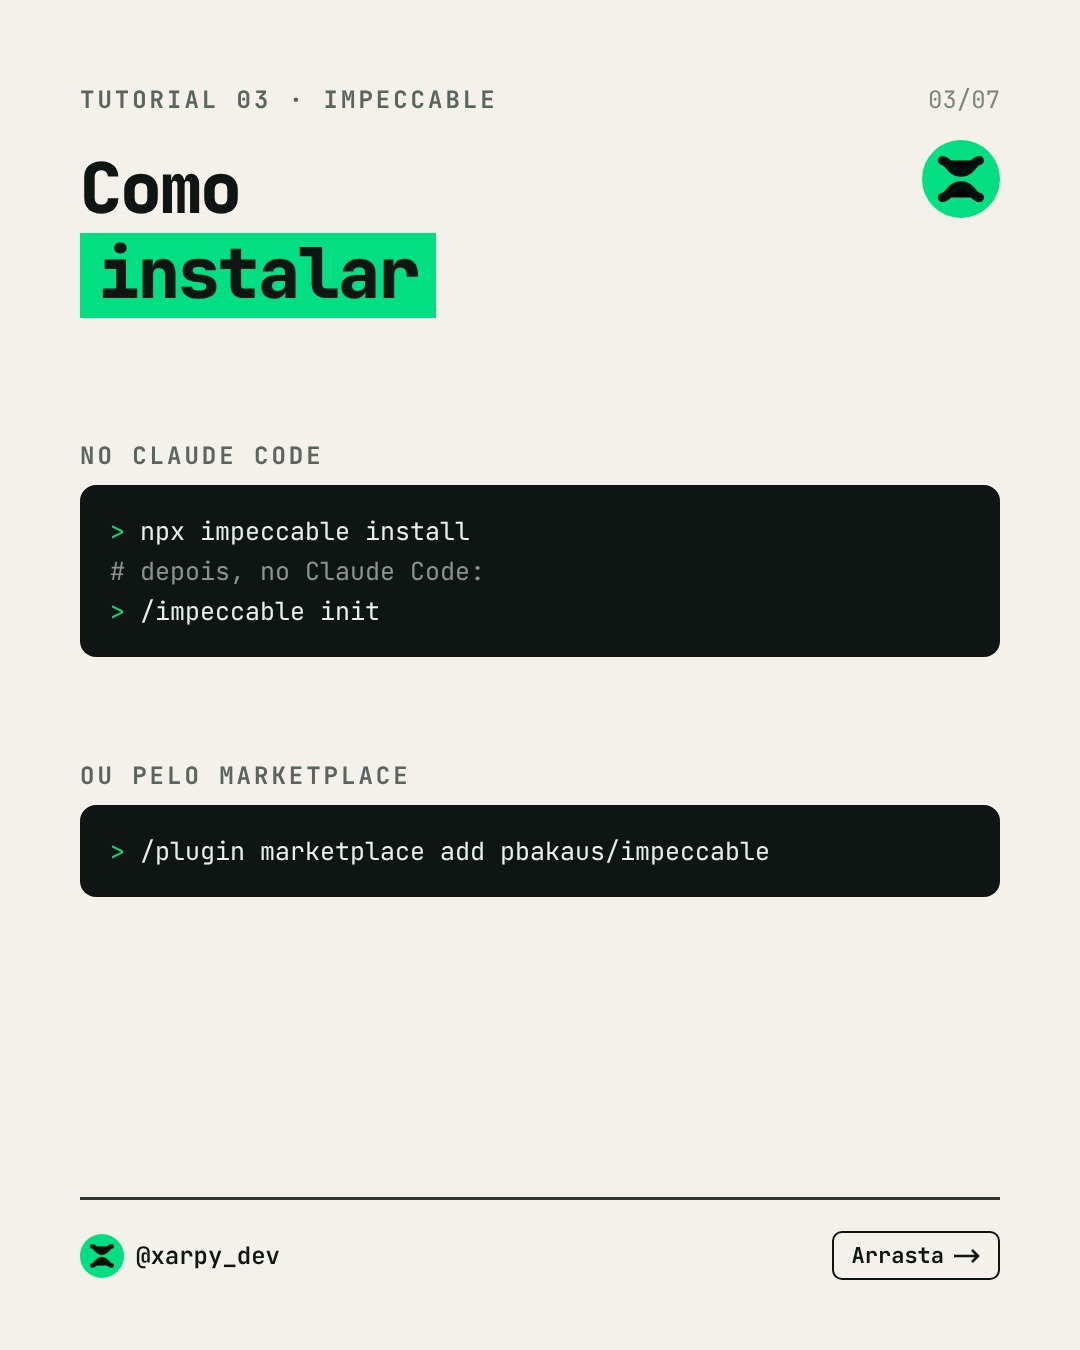 TUTORIAL 03 · IMPECCABLE
03/07
Como
instalar
NO CLAUDE CODE
> npx impeccable install
# depois, no Claude Code:
> /impeccable init
OU PELO MARKETPLACE
> /plugin marketplace add pbakaus/impeccable
@xarpy_dev
Arrasta →